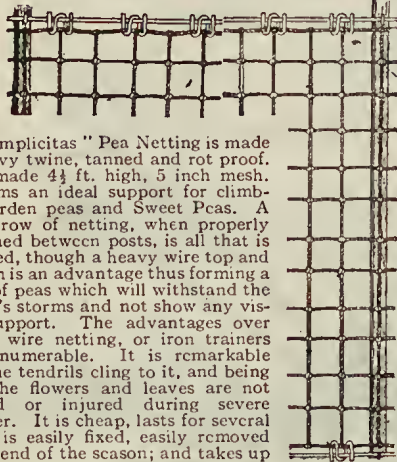 mplicitas " Pea Netting is made
vy twine, tanned and rot proof.
made 4½ ft. high, 5 inch mesh.
ms an ideal support for climb-
arden peas and Sweet Peas. A
row of netting, when properly
ned between posts, is all that is
ed, though a heavy wire top and
n is an advantage thus forming a
of peas which will withstand the
's storms and not show any vis-
upport. The advantages over
wire netting, or iron trainers
numerable. It is remarkable
he tendrils cling to it, and being
he flowers and leaves are not
d or injured during severe
er. It is cheap, lasts for several
is easily fixed, easily removed
end of the season; and takes up